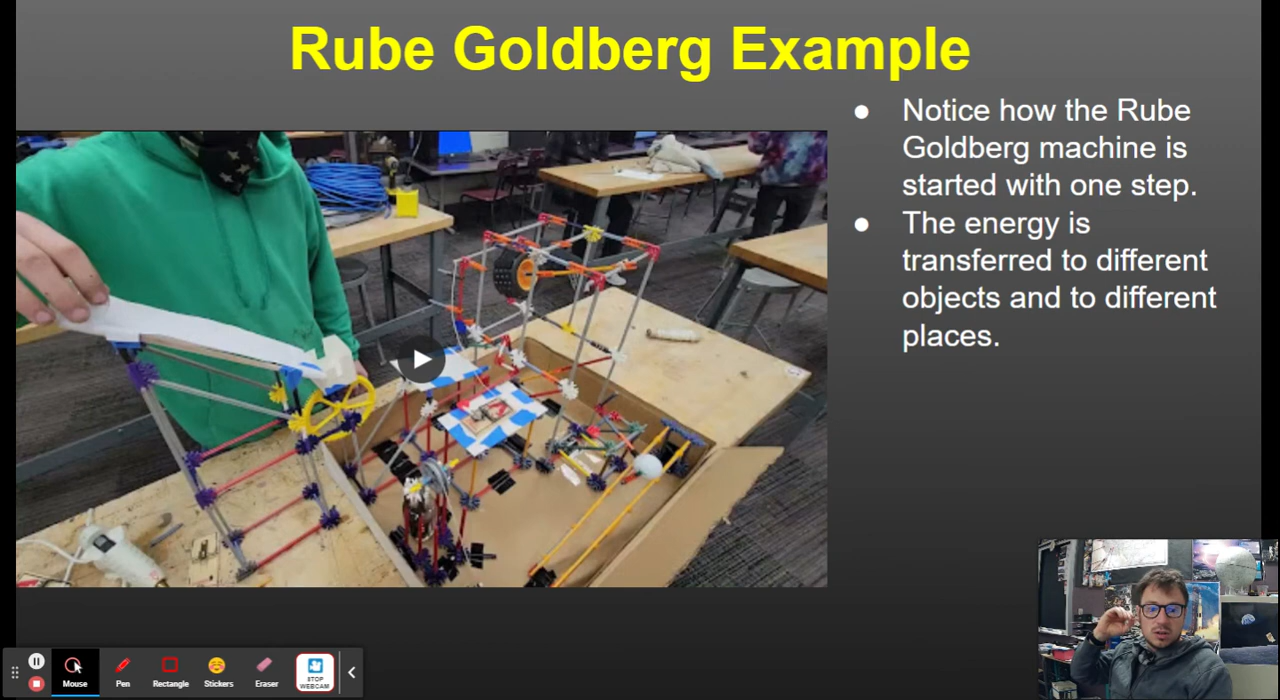 Rube Goldberg Example
● Notice how the Rube
Goldberg machine is
started with one step.
● The energy is
transferred to different
objects and to different
places.
Mouse
Pen
Rectangle
Stickers
Eraser
STOP
WEBCAM